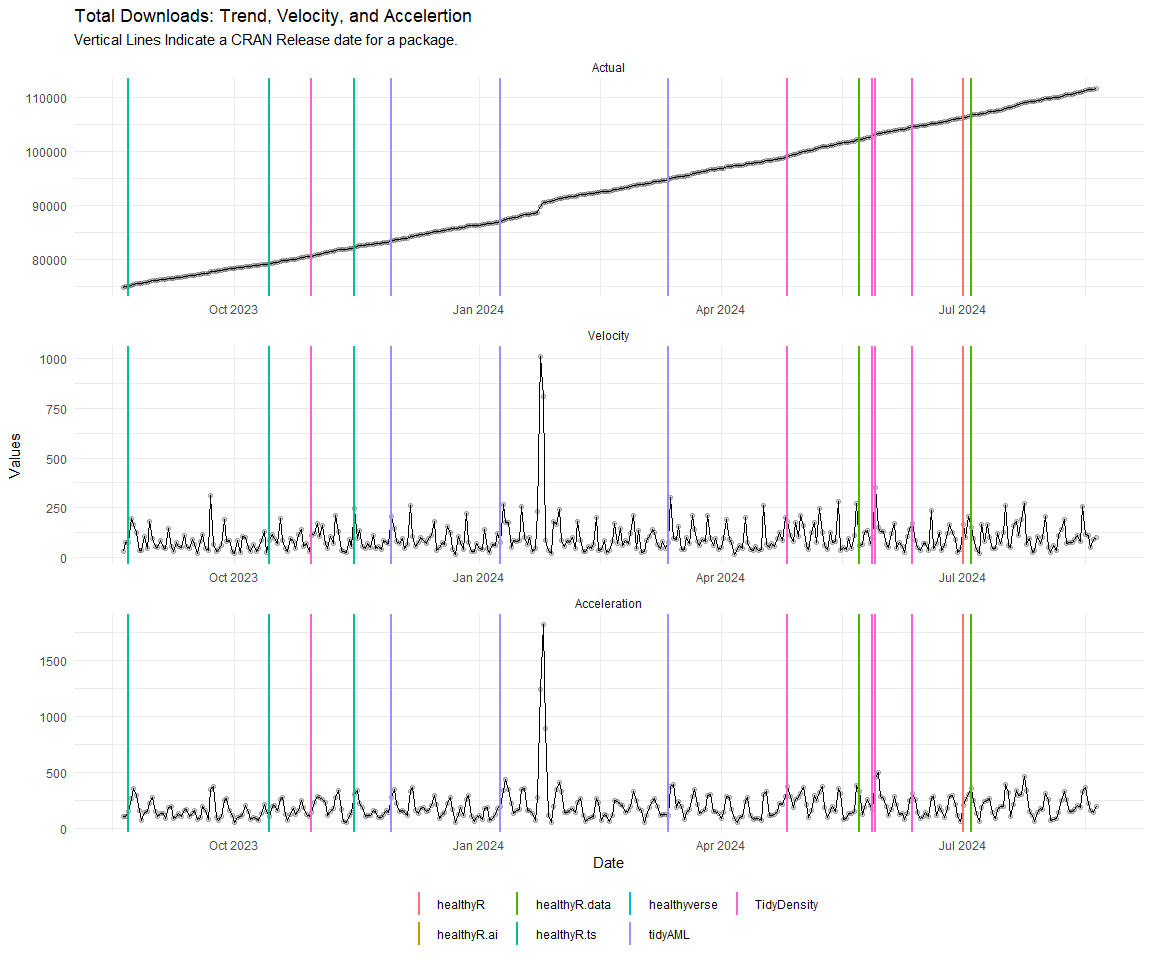 Total Downloads: Trend, Velocity, and Accelertion
Vertical Lines Indicate a CRAN Release date for a package.
Actual
110000
100000
90000
80000
Oct 2023 Jan 2024 Apr 2024 Jul 2024
Velocity
1000
750
500
250
0
Oct 2023 Jan 2024 Apr 2024 Jul 2024
Values
Acceleration
1500
1000
500
0
Oct 2023 Jan 2024 Apr 2024 Jul 2024
Date
healthyR healthyR.data healthyverse TidyDensity
healthyR.ai healthyR.ts tidyAML